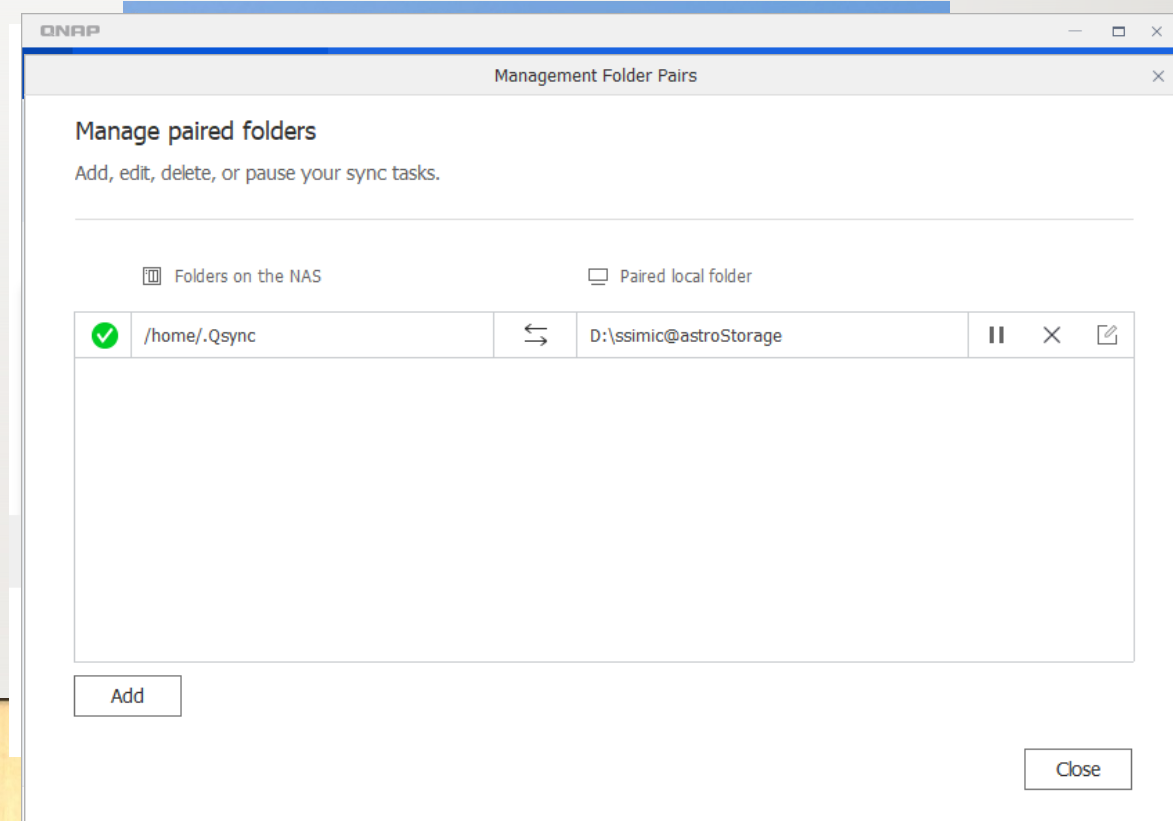 QNAP
Management Folder Pairs
Manage paired folders
Add, edit, delete, or pause your sync tasks.
Folders on the NAS
Paired local folder
/home/.Qsync
D:\ssimic@astroStorage
Add
Close